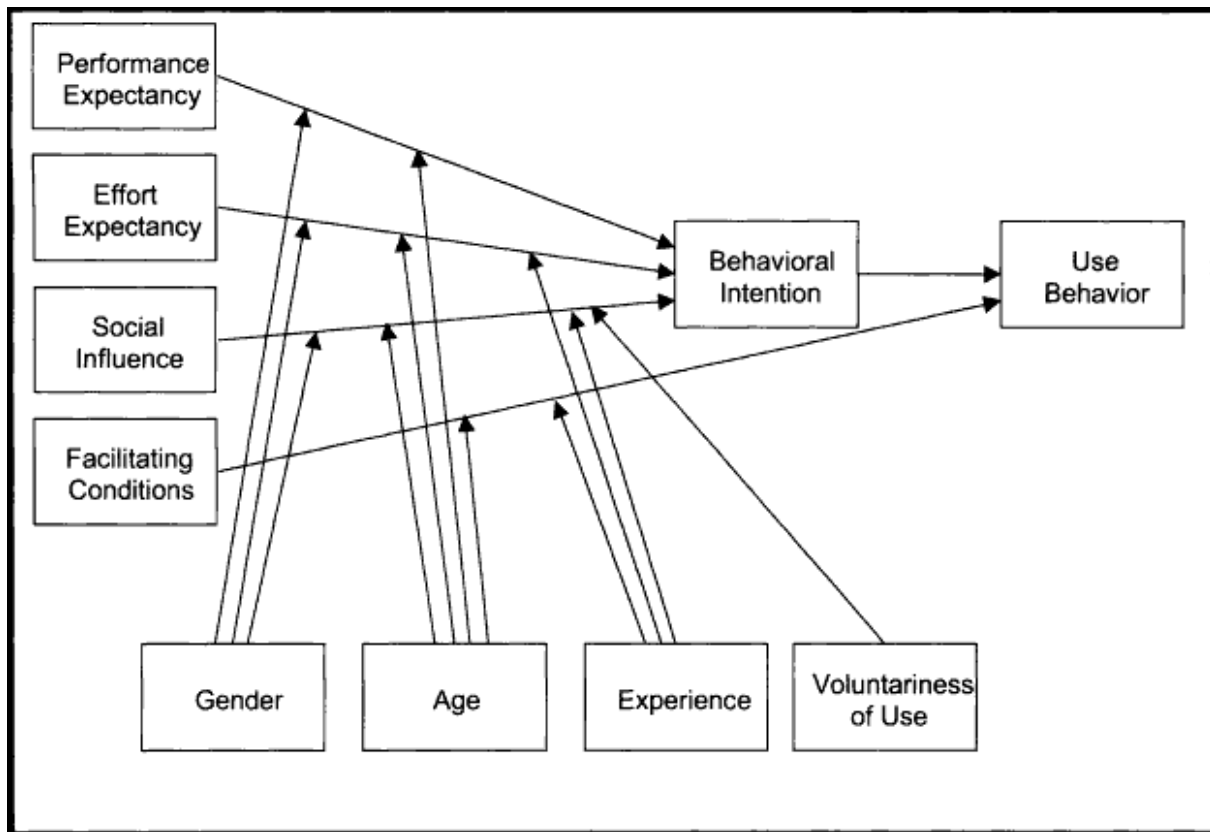 Performance
Expectancy
Effort
Expectancy
Social
Influence
Facilitating
Conditions
Behavioral
Intention
Use
Behavior
Gender
Age
Experience
Voluntariness
of Use